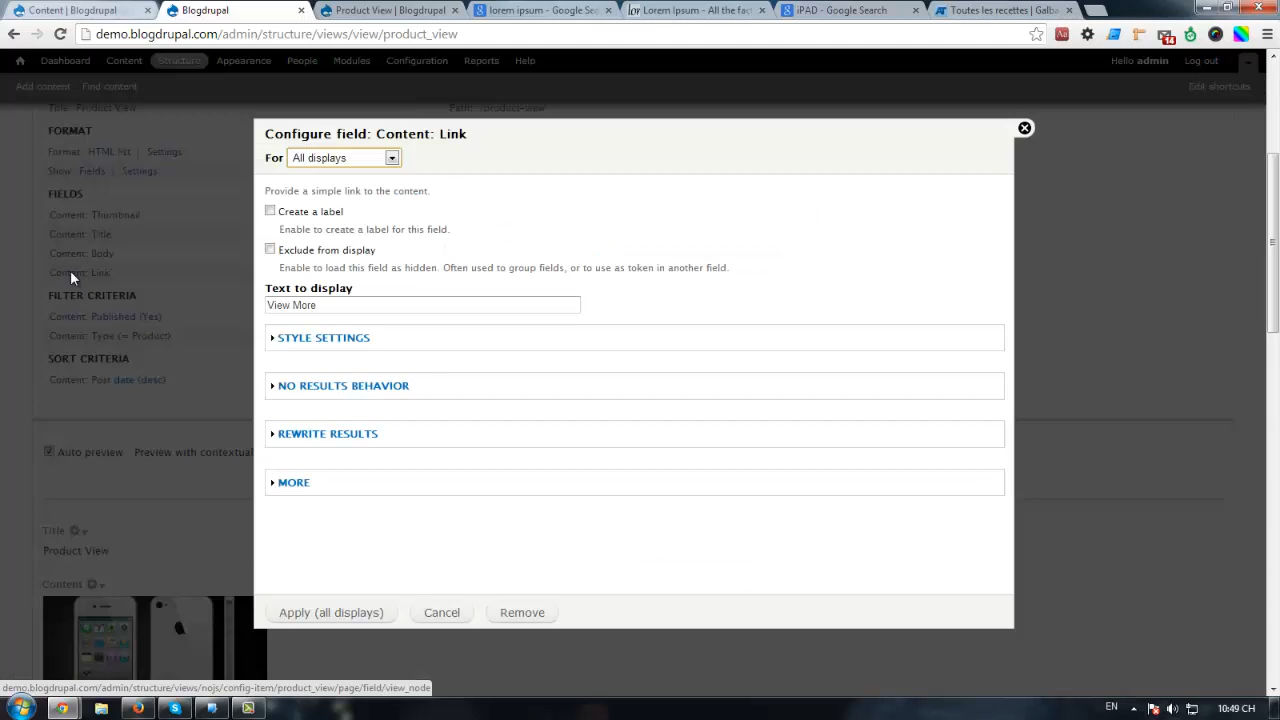 Content | Blogdrupal
Blogdrupal
Product View | Blogdrupal
lorem ipsum - Google Se
Lorem Ipsum - All the fac
iPAD - Google Search
Toutes les recettes | Galba
demo.blogdrupal.com/admin/structure/views/view/product_view
14
Dashboard Content Structure Appearance People Modules Configuration Reports Help
Hello admin Log out
Add content Find content
Edit shortcuts
Title: Product View
Path: /product-view
FORMAT
Format: HTML list | Settings
Show: Fields | Settings
FIELDS
Content: Thumbnail
Content: Title
Content: Body
Content: Link
FILTER CRITERIA
Content: Published (Yes)
Content: Type (= Product)
SORT CRITERIA
Content: Post date (desc)
Auto preview Preview with contextual
Title
Product View
Content
Configure field: Content: Link
For All displays
Provide a simple link to the content.
Create a label
Enable to create a label for this field.
Exclude from display
Enable to load this field as hidden. Often used to group fields, or to use as token in another field.
Text to display
View More
STYLE SETTINGS
NO RESULTS BEHAVIOR
REWRITE RESULTS
MORE
Apply (all displays) Cancel Remove
demo.blogdrupal.com/admin/structure/views/nojs/config-item/product_view/page/field/view_node
EN
10:49 CH